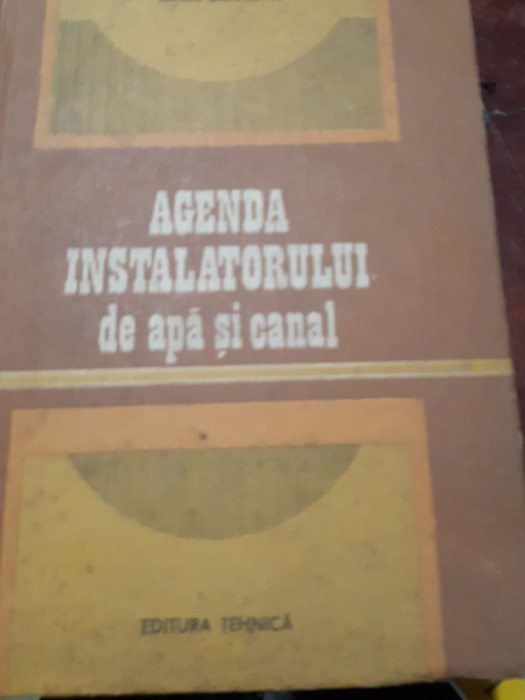 AGENDA
INSTALATORULUI
de apă și canal
EDITURA TEHNICĂ